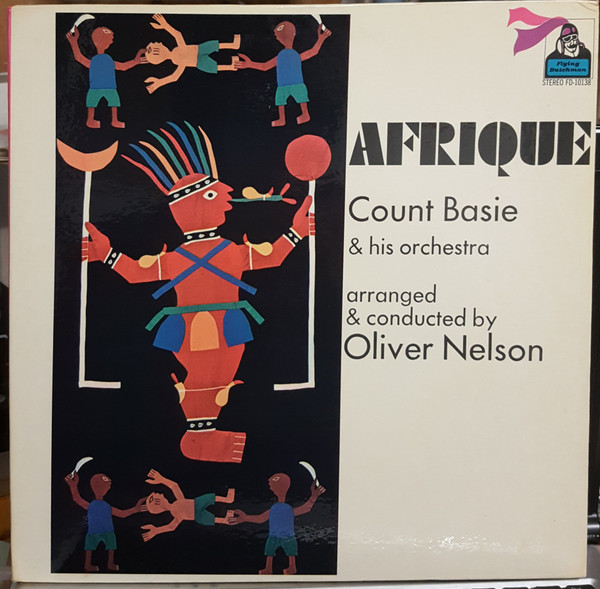 Flying
Dutchman
STEREO FD-10138
AFRIQUE
Count Basie
& his orchestra
arranged
& conducted by
Oliver Nelson